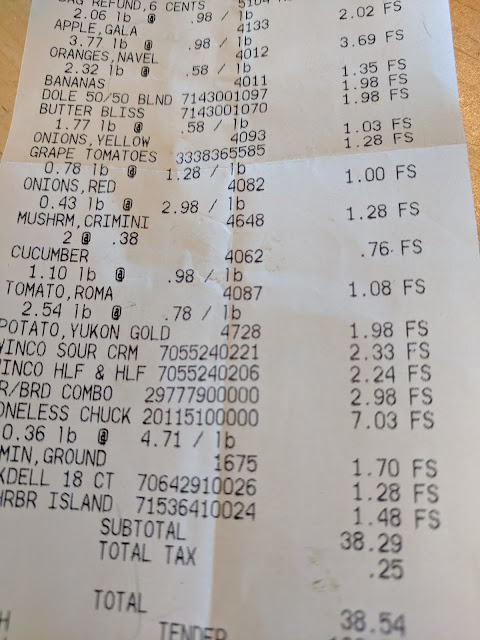 BAG REFUND,6 CENTS 5104
2.06 lb @ .98 / lb
APPLE,GALA 4133 2.02 FS
3.77 lb @ .98 / lb
ORANGES,NAVEL 4012 3.69 FS
2.32 lb @ .58 / lb
BANANAS 4011 1.35 FS
DOLE 50/50 BLND 7143001097 1.98 FS
BUTTER BLISS 7143001070 1.98 FS
1.77 lb @ .58 / lb
ONIONS,YELLOW 4093 1.03 FS
GRAPE TOMATOES 3338365585 1.28 FS
0.78 lb @ 1.28 / lb
ONIONS,RED 4082 1.00 FS
0.43 lb @ 2.98 / lb
MUSHRM,CRIMINI 4648 1.28 FS
2 @ .38
CUCUMBER 4062 .76 FS
1.10 lb @ .98 / lb
TOMATO,ROMA 4087 1.08 FS
2.54 lb @ .78 / lb
POTATO,YUKON GOLD 4728 1.98 FS
WINCO SOUR CRM 7055240221 2.33 FS
WINCO HLF & HLF 7055240206 2.24 FS
R/BRD COMBO 29777900000 2.98 FS
ONELESS CHUCK 20115100000 7.03 FS
0.36 lb @ 4.71 / lb
MIN,GROUND 1675 1.70 FS
KDELL 18 CT 70642910026 1.28 FS
HRBR ISLAND 71536410024 1.48 FS
SUBTOTAL 38.29
TOTAL TAX .25
TOTAL 38.54
TENDER